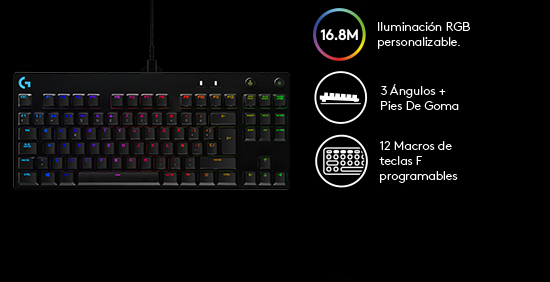 16.8M
Iluminación RGB
personalizable.
3 Ángulos +
Pies De Goma
12 Macros de
teclas F
programables